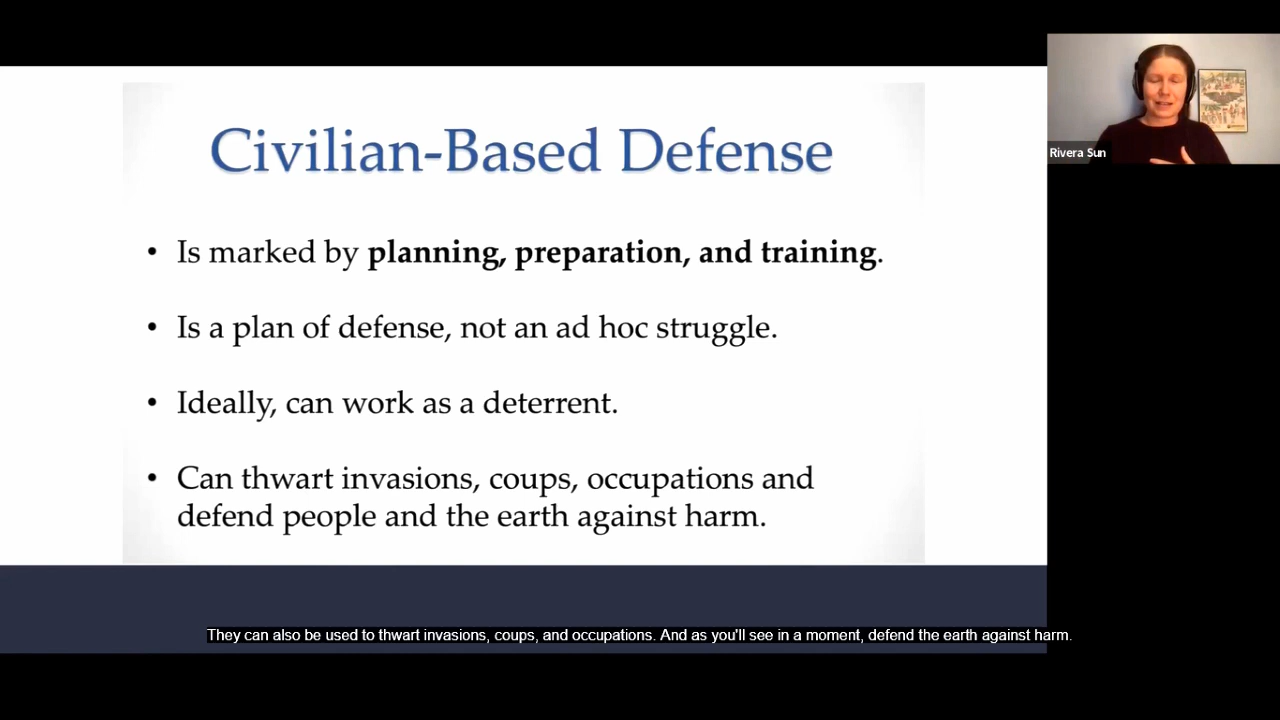 Civilian-Based Defense
• Is marked by planning, preparation, and training.
• Is a plan of defense, not an ad hoc struggle.
• Ideally, can work as a deterrent.
• Can thwart invasions, coups, occupations and
defend people and the earth against harm.
Rivera Sun
They can also be used to thwart invasions, coups, and occupations. And as you'll see in a moment, defend the earth against harm.